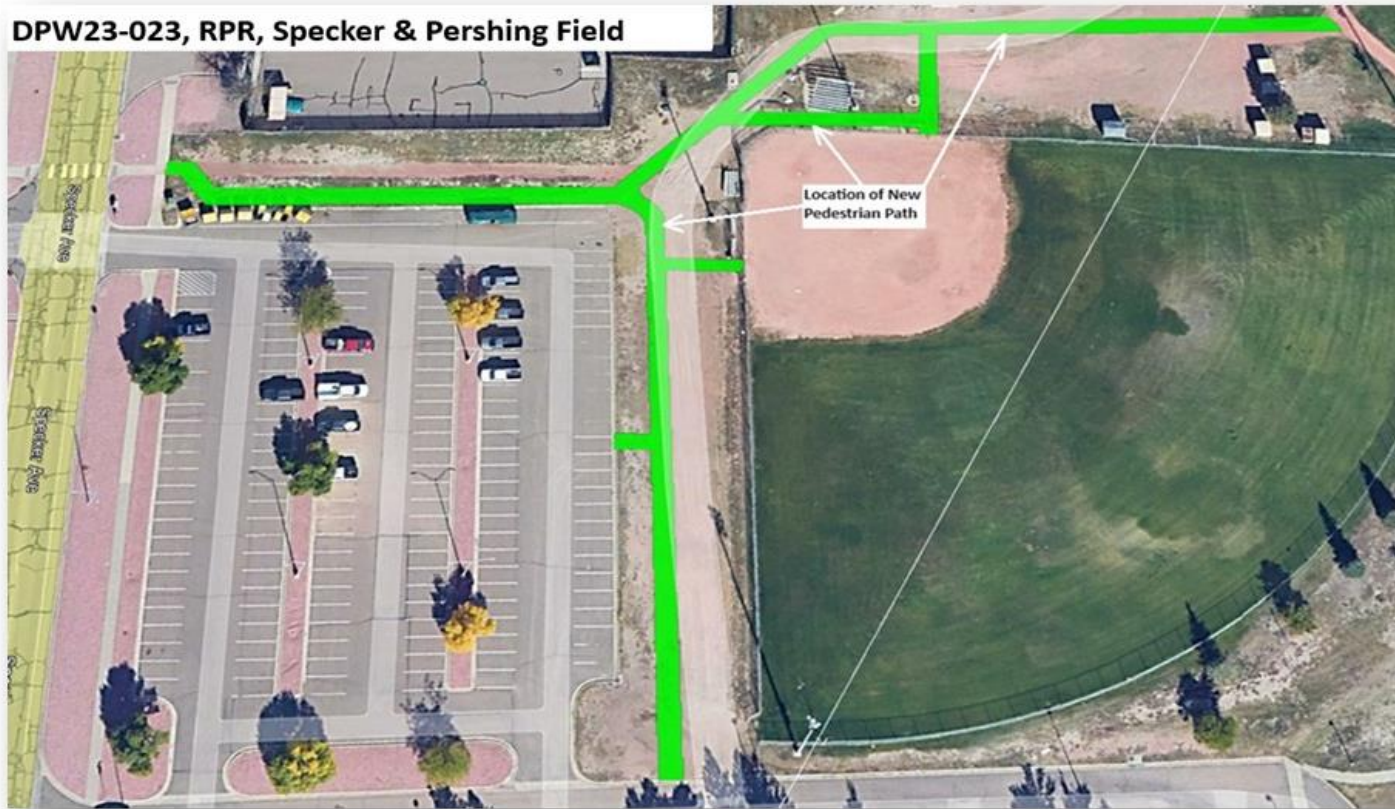 DPW23-023, RPR, Specker & Pershing Field
Location of New
Pedestrian Path
Specker Ave
Specker Ave